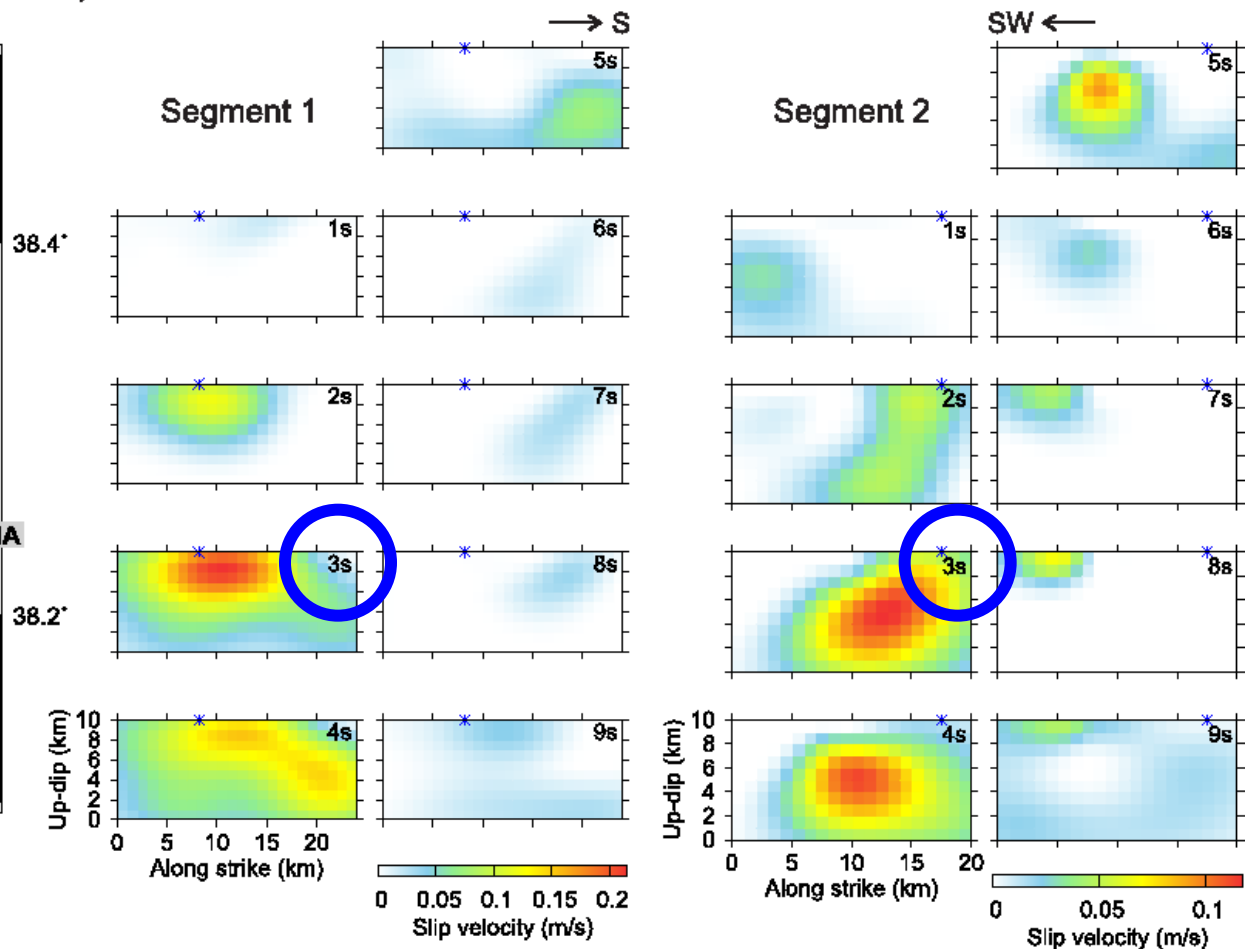 → S
SW ←
Segment 1
5s
Segment 2
5s
38.4°
1s
6s
1s
6s
2s
7s
2s
7s
IA
3s
8s
3s
8s
38.2°
4s
9s
4s
9s
Up-dip (km)
10
8
6
4
2
0
0 5 10 15 20
Along strike (km)
0 0.05 0.1 0.15 0.2
Slip velocity (m/s)
Up-dip (km)
10
8
6
4
2
0
0 5 10 15 20
Along strike (km)
0 0.05 0.1
Slip velocity (m/s)